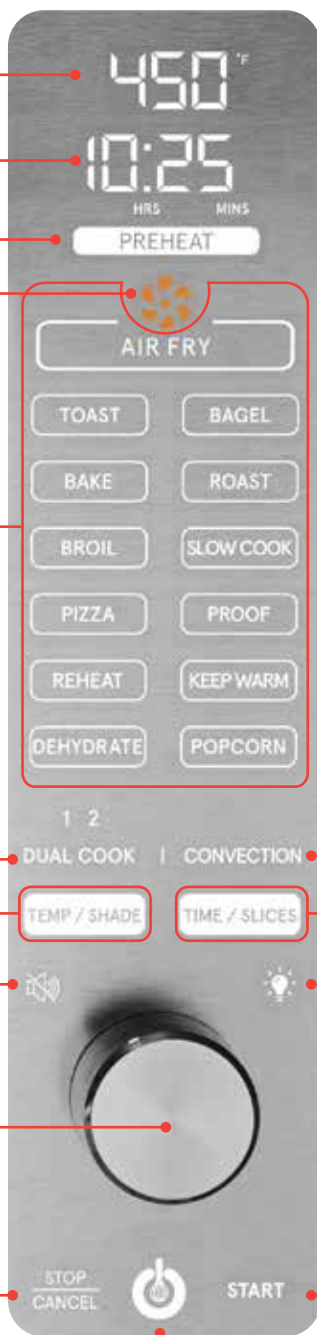 450°F
10:25
HRS MINS
PREHEAT
AIR FRY
TOAST BAGEL
BAKE ROAST
BROIL SLOW COOK
PIZZA PROOF
REHEAT KEEP WARM
DEHYDRATE POPCORN
1 2
DUAL COOK | CONVECTION
TEMP / SHADE TIME / SLICES
STOP
CANCEL START